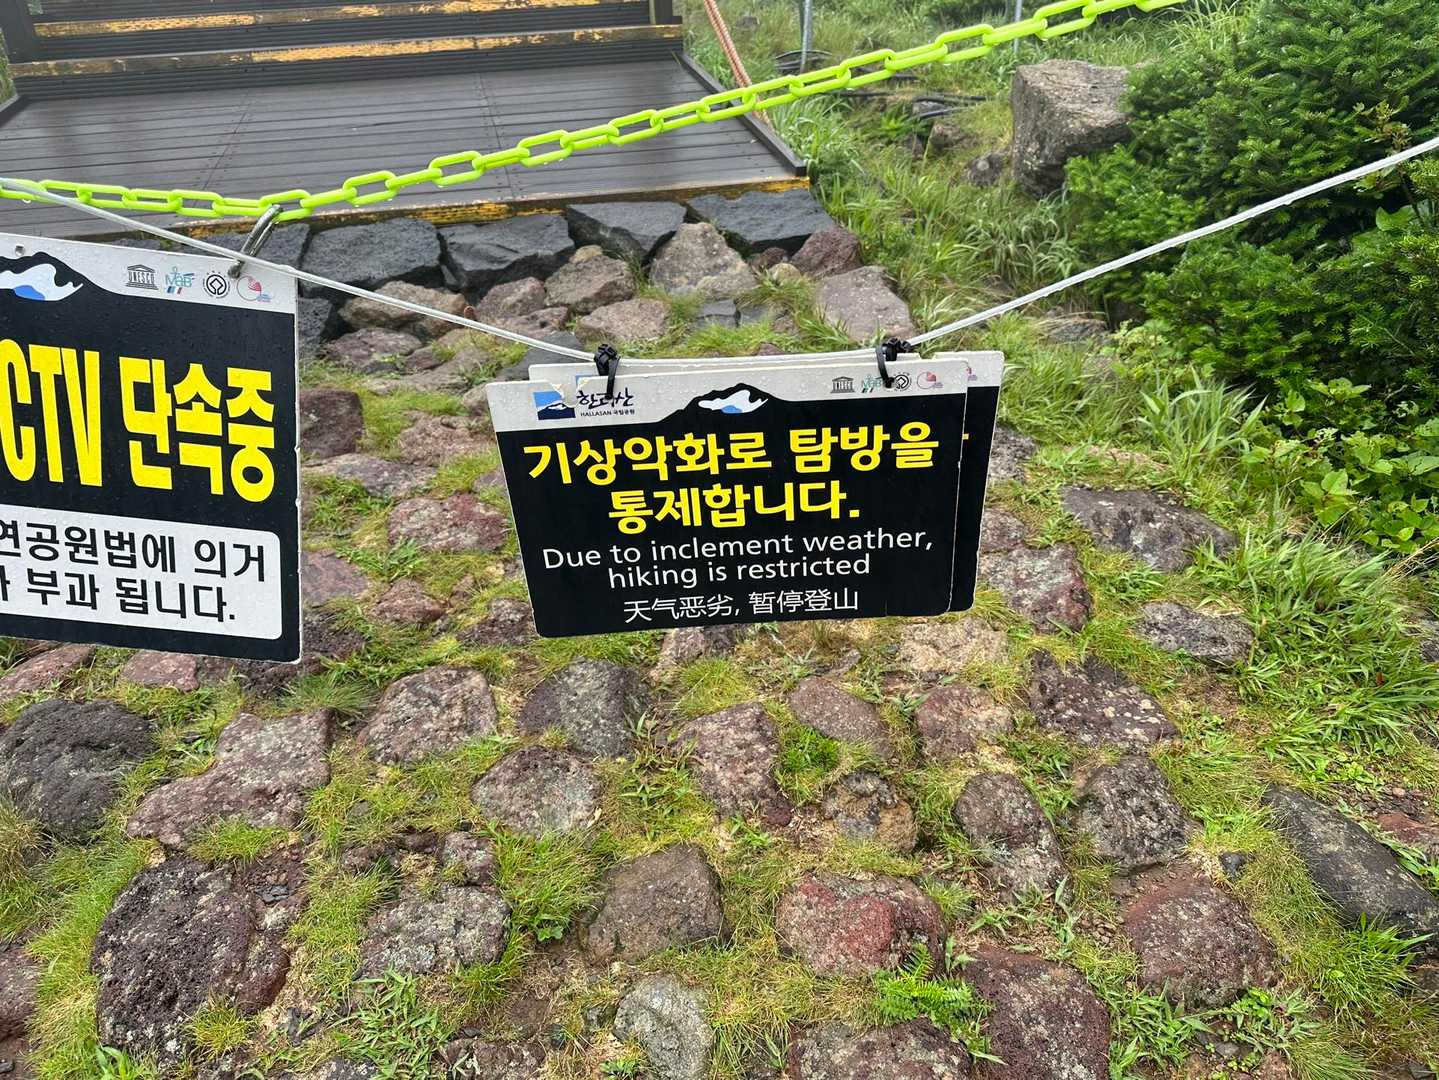 CTV 단속중
연공원법에 의거
부과 됩니다.
한라산
HALLASAN 국립공원
기상악화로 탐방을
통제합니다.
Due to inclement weather,
hiking is restricted
天气恶劣, 暂停登山